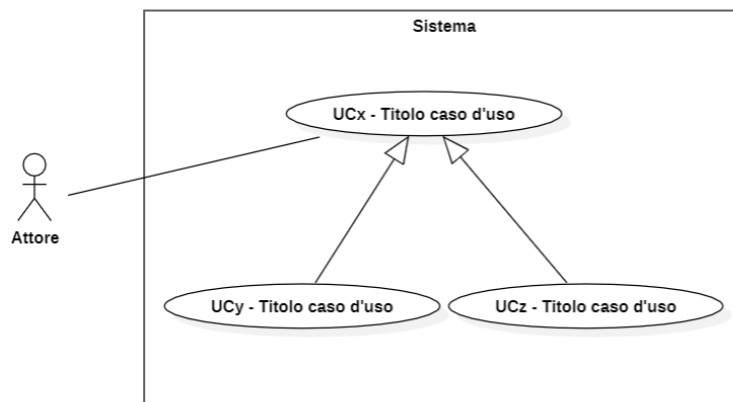 Sistema
UCx - Titolo caso d'uso
Attore
UCy - Titolo caso d'uso
UCz - Titolo caso d'uso